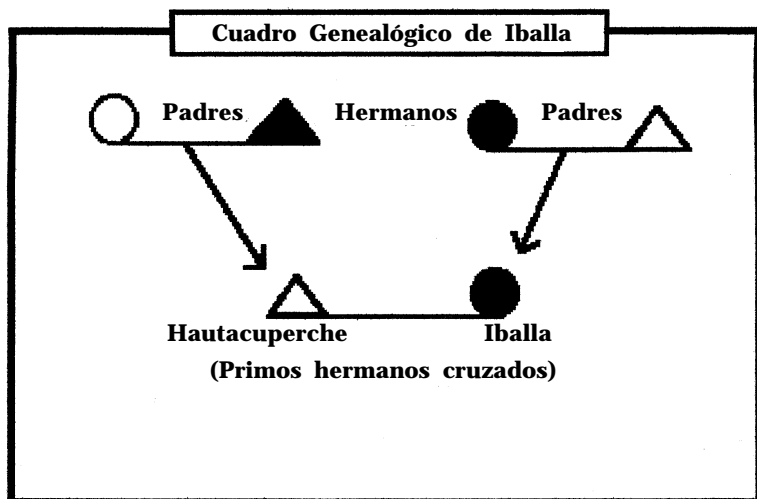 Cuadro Genealógico de Iballa
Padres Hermanos Padres
Hautacuperche Iballa
(Primos hermanos cruzados)